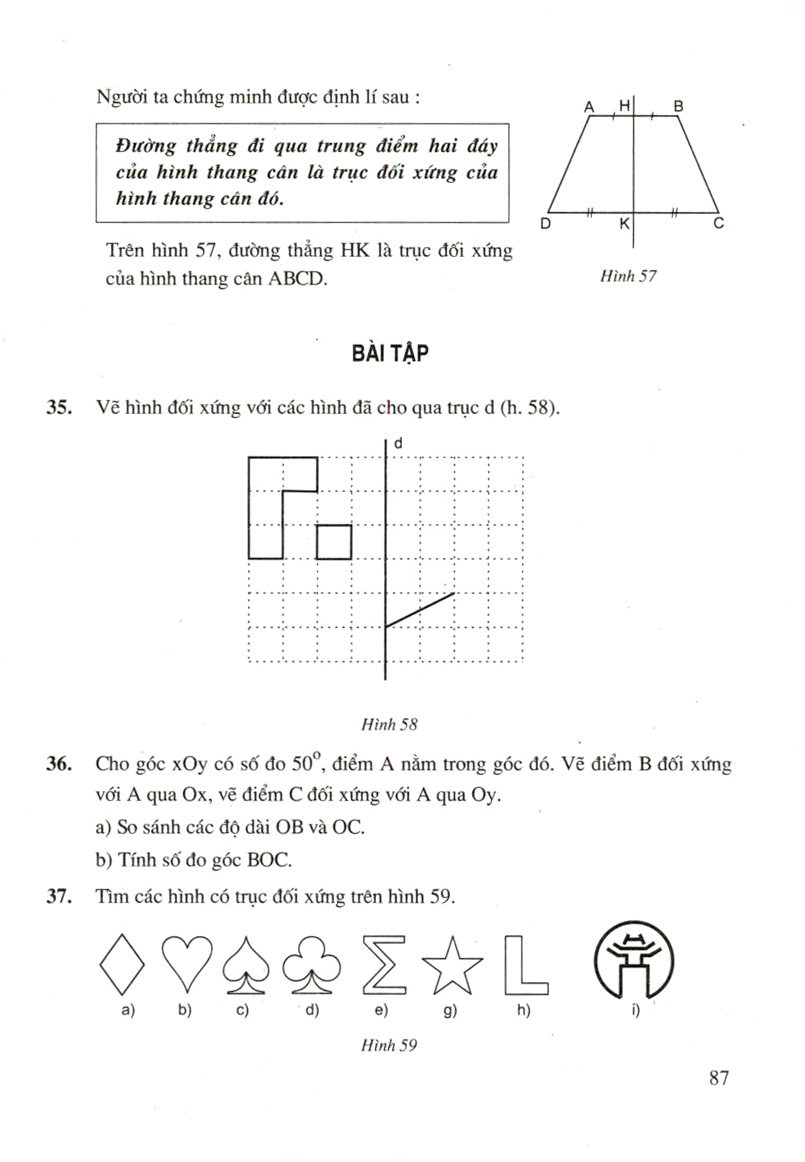 Người ta chứng minh được định lí sau :
Đường thẳng đi qua trung điểm hai đáy
của hình thang cân là trục đối xứng của
hình thang cân đó.
A H B
D K C
Trên hình 57, đường thẳng HK là trục đối xứng
của hình thang cân ABCD.
Hình 57
BÀI TẬP
35. Vẽ hình đối xứng với các hình đã cho qua trục d (h. 58).
d
Hình 58
36. Cho góc xOy có số đo 50°, điểm A nằm trong góc đó. Vẽ điểm B đối xứng
với A qua Ox, vẽ điểm C đối xứng với A qua Oy.
a) So sánh các độ dài OB và OC.
b) Tính số đo góc BOC.
37. Tìm các hình có trục đối xứng trên hình 59.
a) b) c) d) e) g) h) i)
Hình 59
87